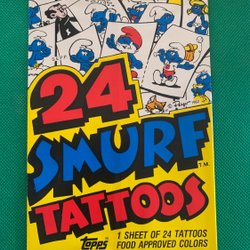 24
SMURF
TM
TATTOOS
topps
1 SHEET OF 24 TATTOOS
FOOD APPROVED COLORS